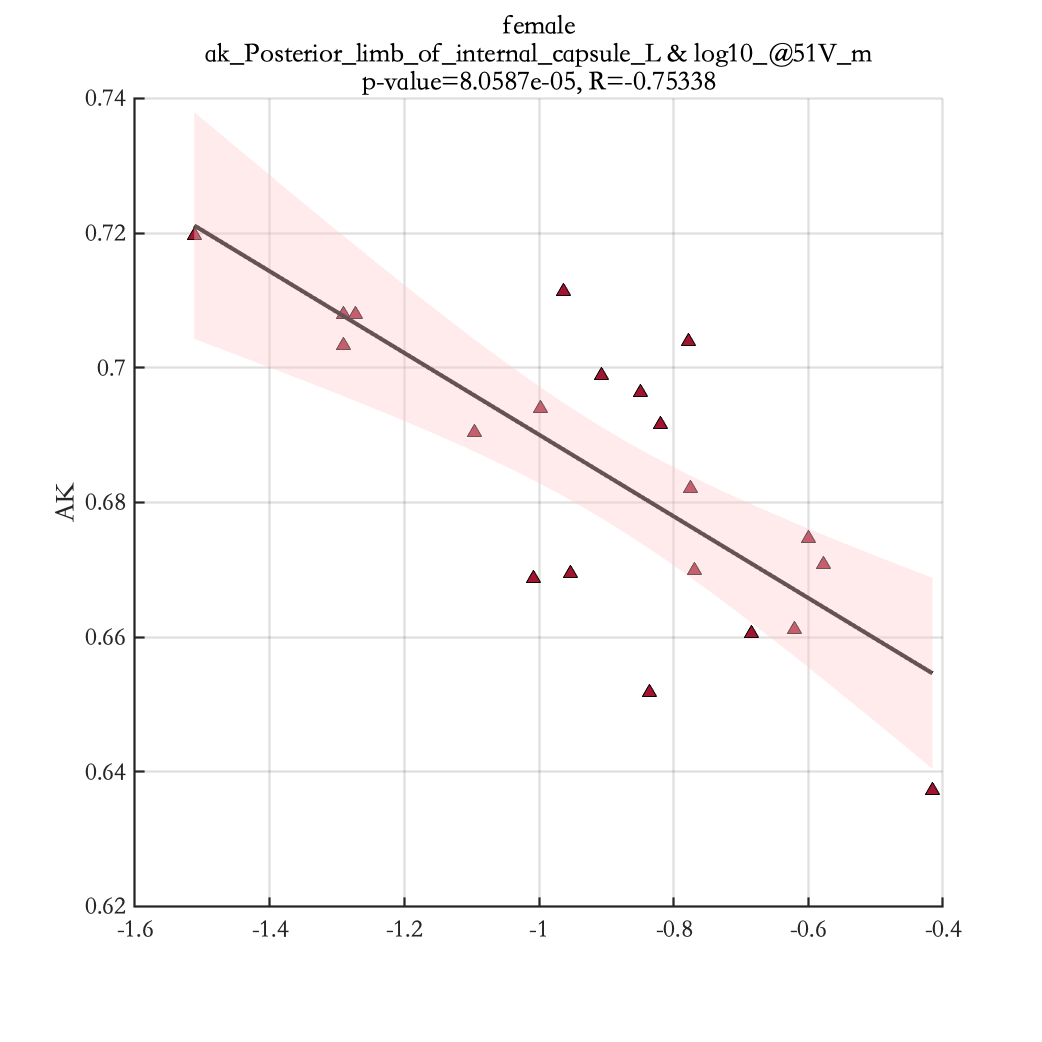 female
ak_Posterior_limb_of_internal_capsule_L & log10_@51V_m
p-value=8.0587e-05, R=-0.75338
0.74
0.72
0.7
0.68
0.66
0.64
0.62
AK
-1.6 -1.4 -1.2 -1 -0.8 -0.6 -0.4